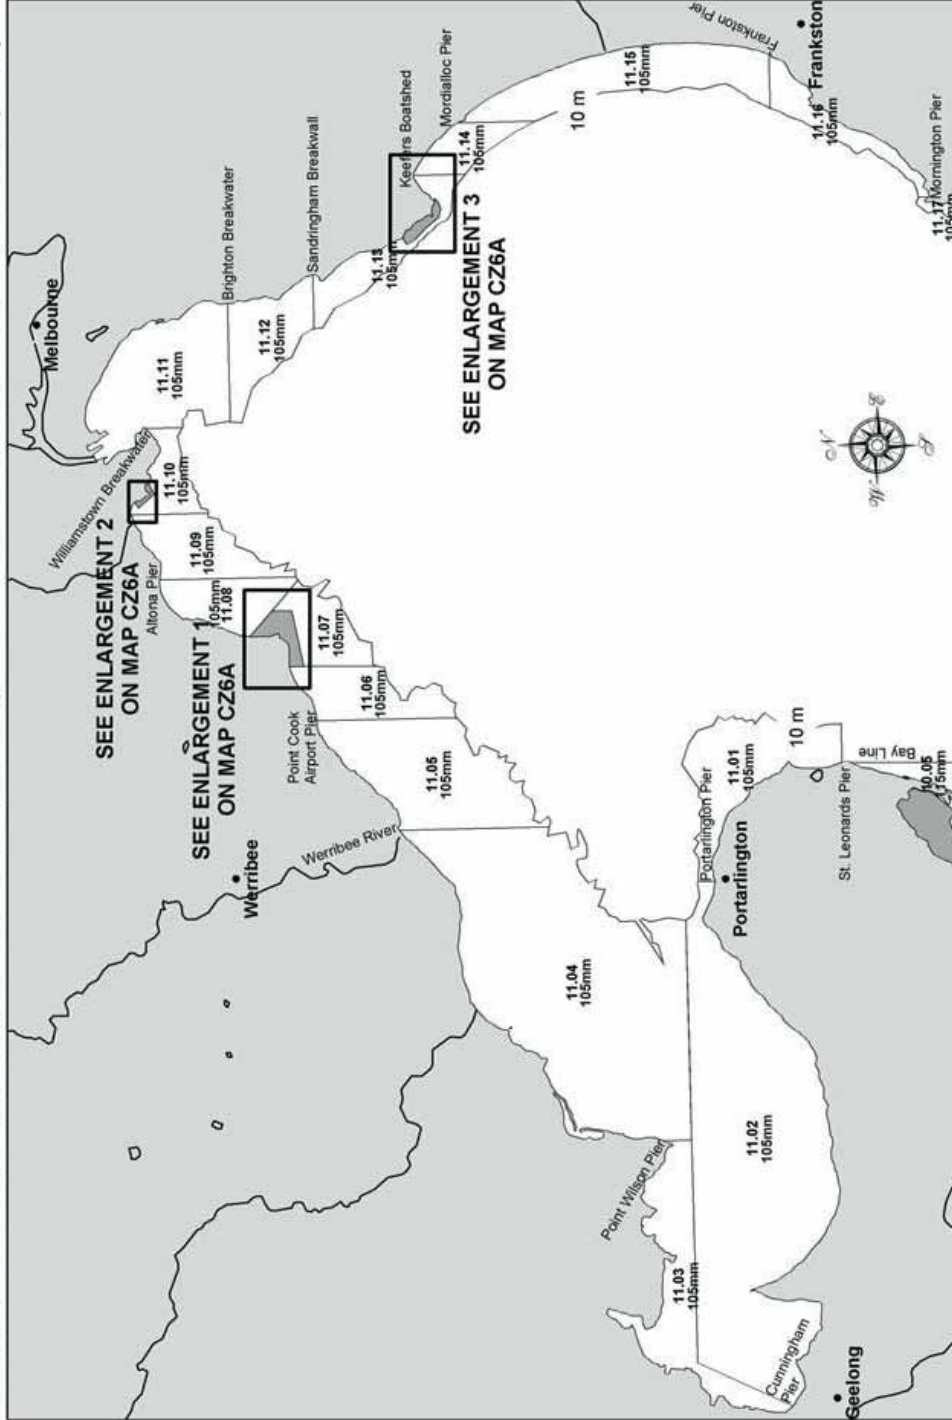 Melbourne
Brighton Breakwater
Sandringham Breakwall
Keefers Boatshed
Mordialloc Pier
Frankston Pier
Frankston
Mornington Pier
Williamstown Breakwater
Altona Pier
SEE ENLARGEMENT 2
ON MAP CZ6A
SEE ENLARGEMENT 1
ON MAP CZ6A
SEE ENLARGEMENT 3
ON MAP CZ6A
Point Cook
Airport Pier
Werribee
Werribee River
Point Wilson Pier
Portarlington Pier
Portarlington
St. Leonards Pier
Bay Line
Cunningham
Pier
Geelong
10 m
10 m
11.01
105mm
11.02
105mm
11.03
105mm
11.04
105mm
11.05
105mm
11.06
105mm
11.07
105mm
105mm
11.08
11.09
105mm
11.10
105mm
11.11
105mm
11.12
105mm
11.13
105mm
11.14
105mm
11.15
105mm
11.16
105mm
11.17
105mm
10.05
115mm
N
E
S
W